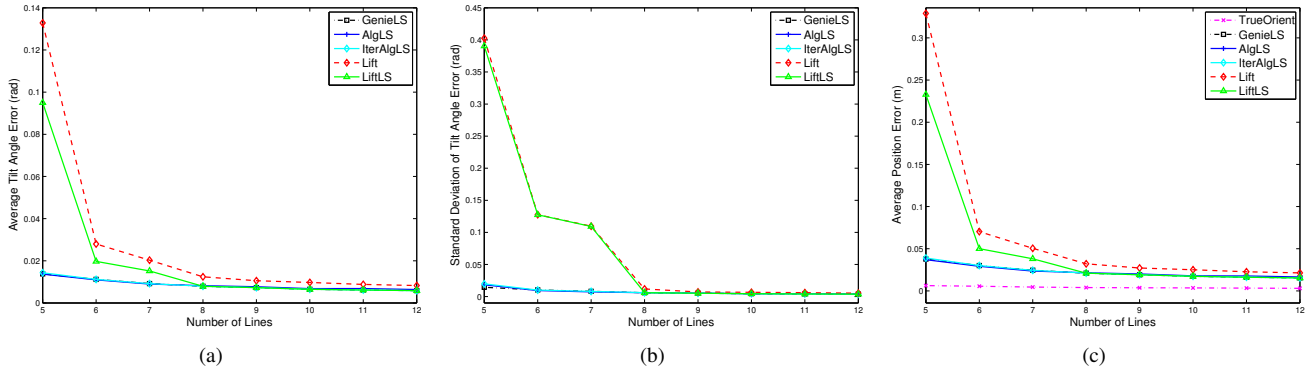 Average Tilt Angle Error (rad)
0.14
0.12
0.1
0.08
0.06
0.04
0.02
0
5 6 7 8 9 10 11 12
Number of Lines
GenieLS
AlgLS
IterAlgLS
Lift
LiftLS
(a)
Standard Deviation of Tilt Angle Error (rad)
0.45
0.4
0.35
0.3
0.25
0.2
0.15
0.1
0.05
0
5 6 7 8 9 10 11 12
Number of Lines
GenieLS
AlgLS
IterAlgLS
Lift
LiftLS
(b)
Average Position Error (m)
0.35
0.25
0.15
0.1
0.05
0
5 6 7 8 9 10 11 12
Number of Lines
TrueOrient
GenieLS
AlgLS
IterAlgLS
Lift
LiftLS
(c)